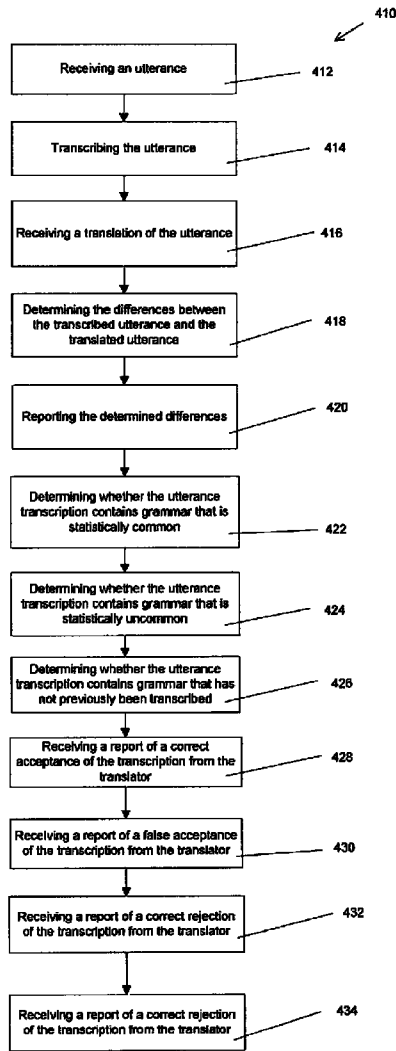 410
Receiving an utterance
412
Transcribing the utterance
414
Receiving a translation of the utterance
416
Determining the differences between
the transcribed utterance and the
translated utterance
418
Reporting the determined differences
420
Determining whether the utterance
transcription contains grammar that is
statistically common
422
Determining whether the utterance
transcription contains grammar that is
statistically uncommon
424
Determining whether the utterance
transcription contains grammar that has
not previously been transcribed
426
Receiving a report of a correct
acceptance of the transcription from the
translator
428
Receiving a report of a false acceptance
of the transcription from the translator
430
Receiving a report of a correct rejection
of the transcription from the translator
432
Receiving a report of a correct rejection
of the transcription from the translator
434